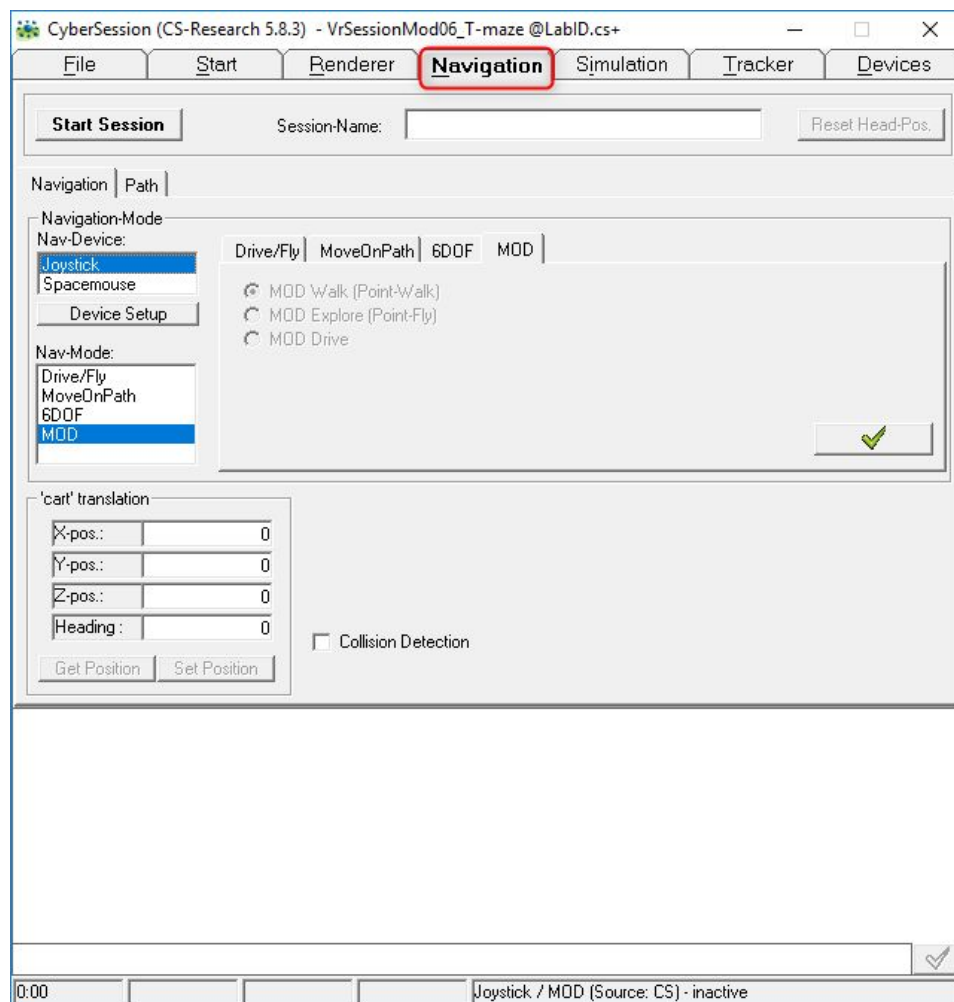 CyberSession (CS-Research 5.8.3) - VrSessionMod06_T-maze @LabID.cs+
File Start Renderer Navigation Simulation Tracker Devices
Start Session Session-Name: Reset Head-Pos.
Navigation Path
Navigation-Mode
Nav-Device:
Joystick
Spacemouse
Device Setup
Nav-Mode:
Drive/Fly
MoveOnPath
6DOF
MOD
Drive/Fly MoveOnPath 6DOF MOD
MOD Walk (Point-Walk)
MOD Explore (Point-Fly)
MOD Drive
'cart' translation
X-pos.: 0
Y-pos.: 0
Z-pos.: 0
Heading : 0
Get Position Set Position
Collision Detection
0:00 Joystick / MOD (Source: CS) - inactive